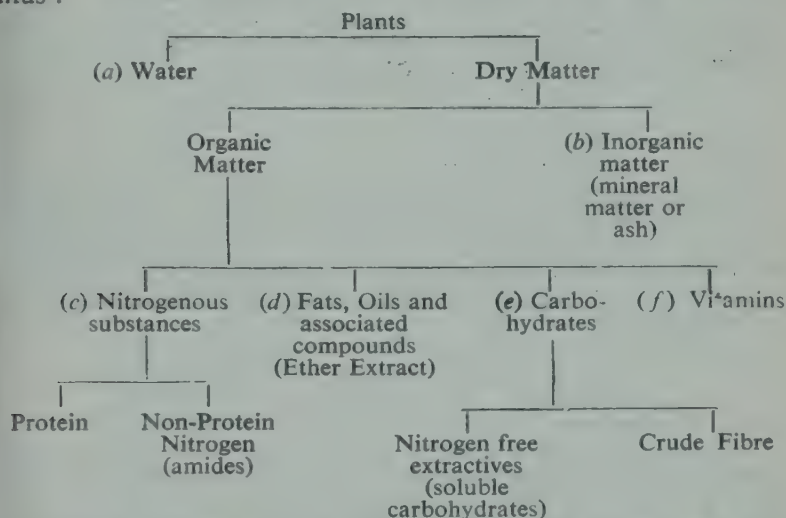 Plants
(a) Water
Dry Matter
Organic
Matter
(b) Inorganic
matter
(mineral
matter or
ash)
(c) Nitrogenous
substances
(d) Fats, Oils and
associated
compounds
(Ether Extract)
(e) Carbo-
hydrates
(f) Vitamins
Protein
Non-Protein
Nitrogen
(amides)
Nitrogen free
extractives
(soluble
carbohydrates)
Crude Fibre